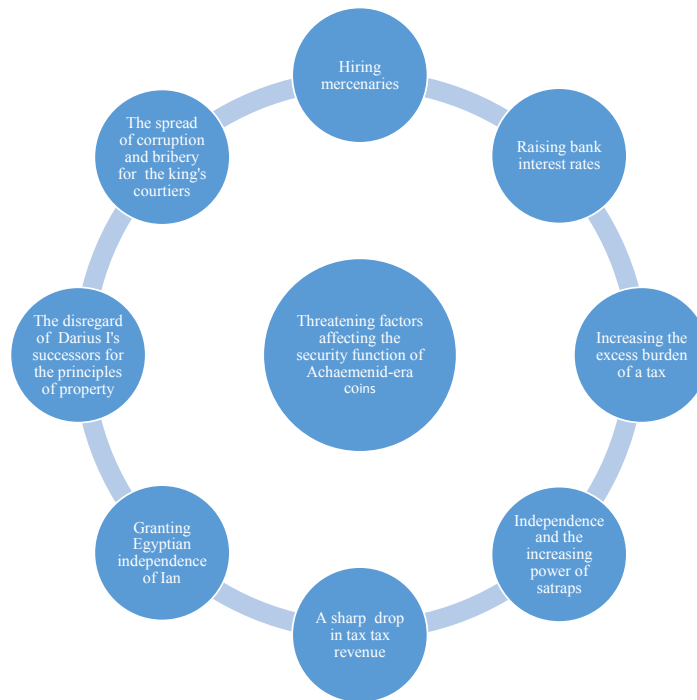 Hiring
mercenaries
Raising bank
interest rates
Increasing the
excess burden
of a tax
Independence
and the
increasing
power of
satraps
A sharp drop
in tax tax
revenue
Granting
Egyptian
independence
of Ian
The disregard
of Darius I's
successors for
the principles
of property
The spread
of corruption
and bribery
for the king's
courtiers
Threatening factors
affecting the
security function of
Achaemenid-era
coins